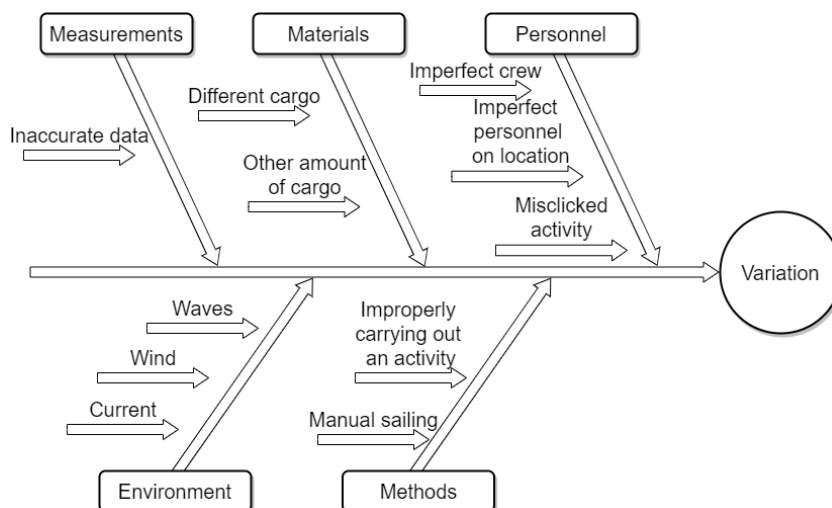 Measurements
Materials
Personnel
Imperfect crew
Different cargo
Imperfect
personnel
on location
Inaccurate data
Other amount
of cargo
Misclicked
activity
Variation
Waves
Improperly
carrying out
an activity
Wind
Current
Manual sailing
Environment
Methods